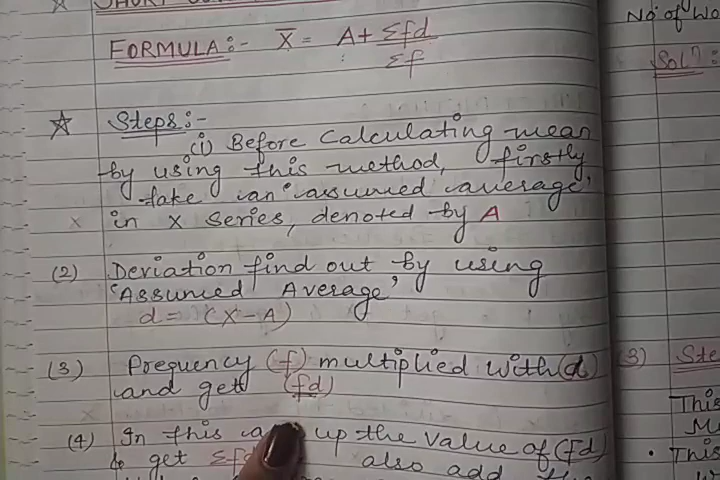 FORMULA:- X̄ = A + Σfd / Σf
No. of Wo
Sol?:
☆ Steps:-
(i) Before Calculating mean
by using this method, firstly
take an 'assumed average'
in X series, denoted by A
(2) Deviation find out by using
'Assumed Average'
d = (X-A)
(3) Frequency (f) multiplied with (d)
and get (fd)
(4) In this up the value of (fd)
to get Σfd also add the
(3) Ste
This
M
• This